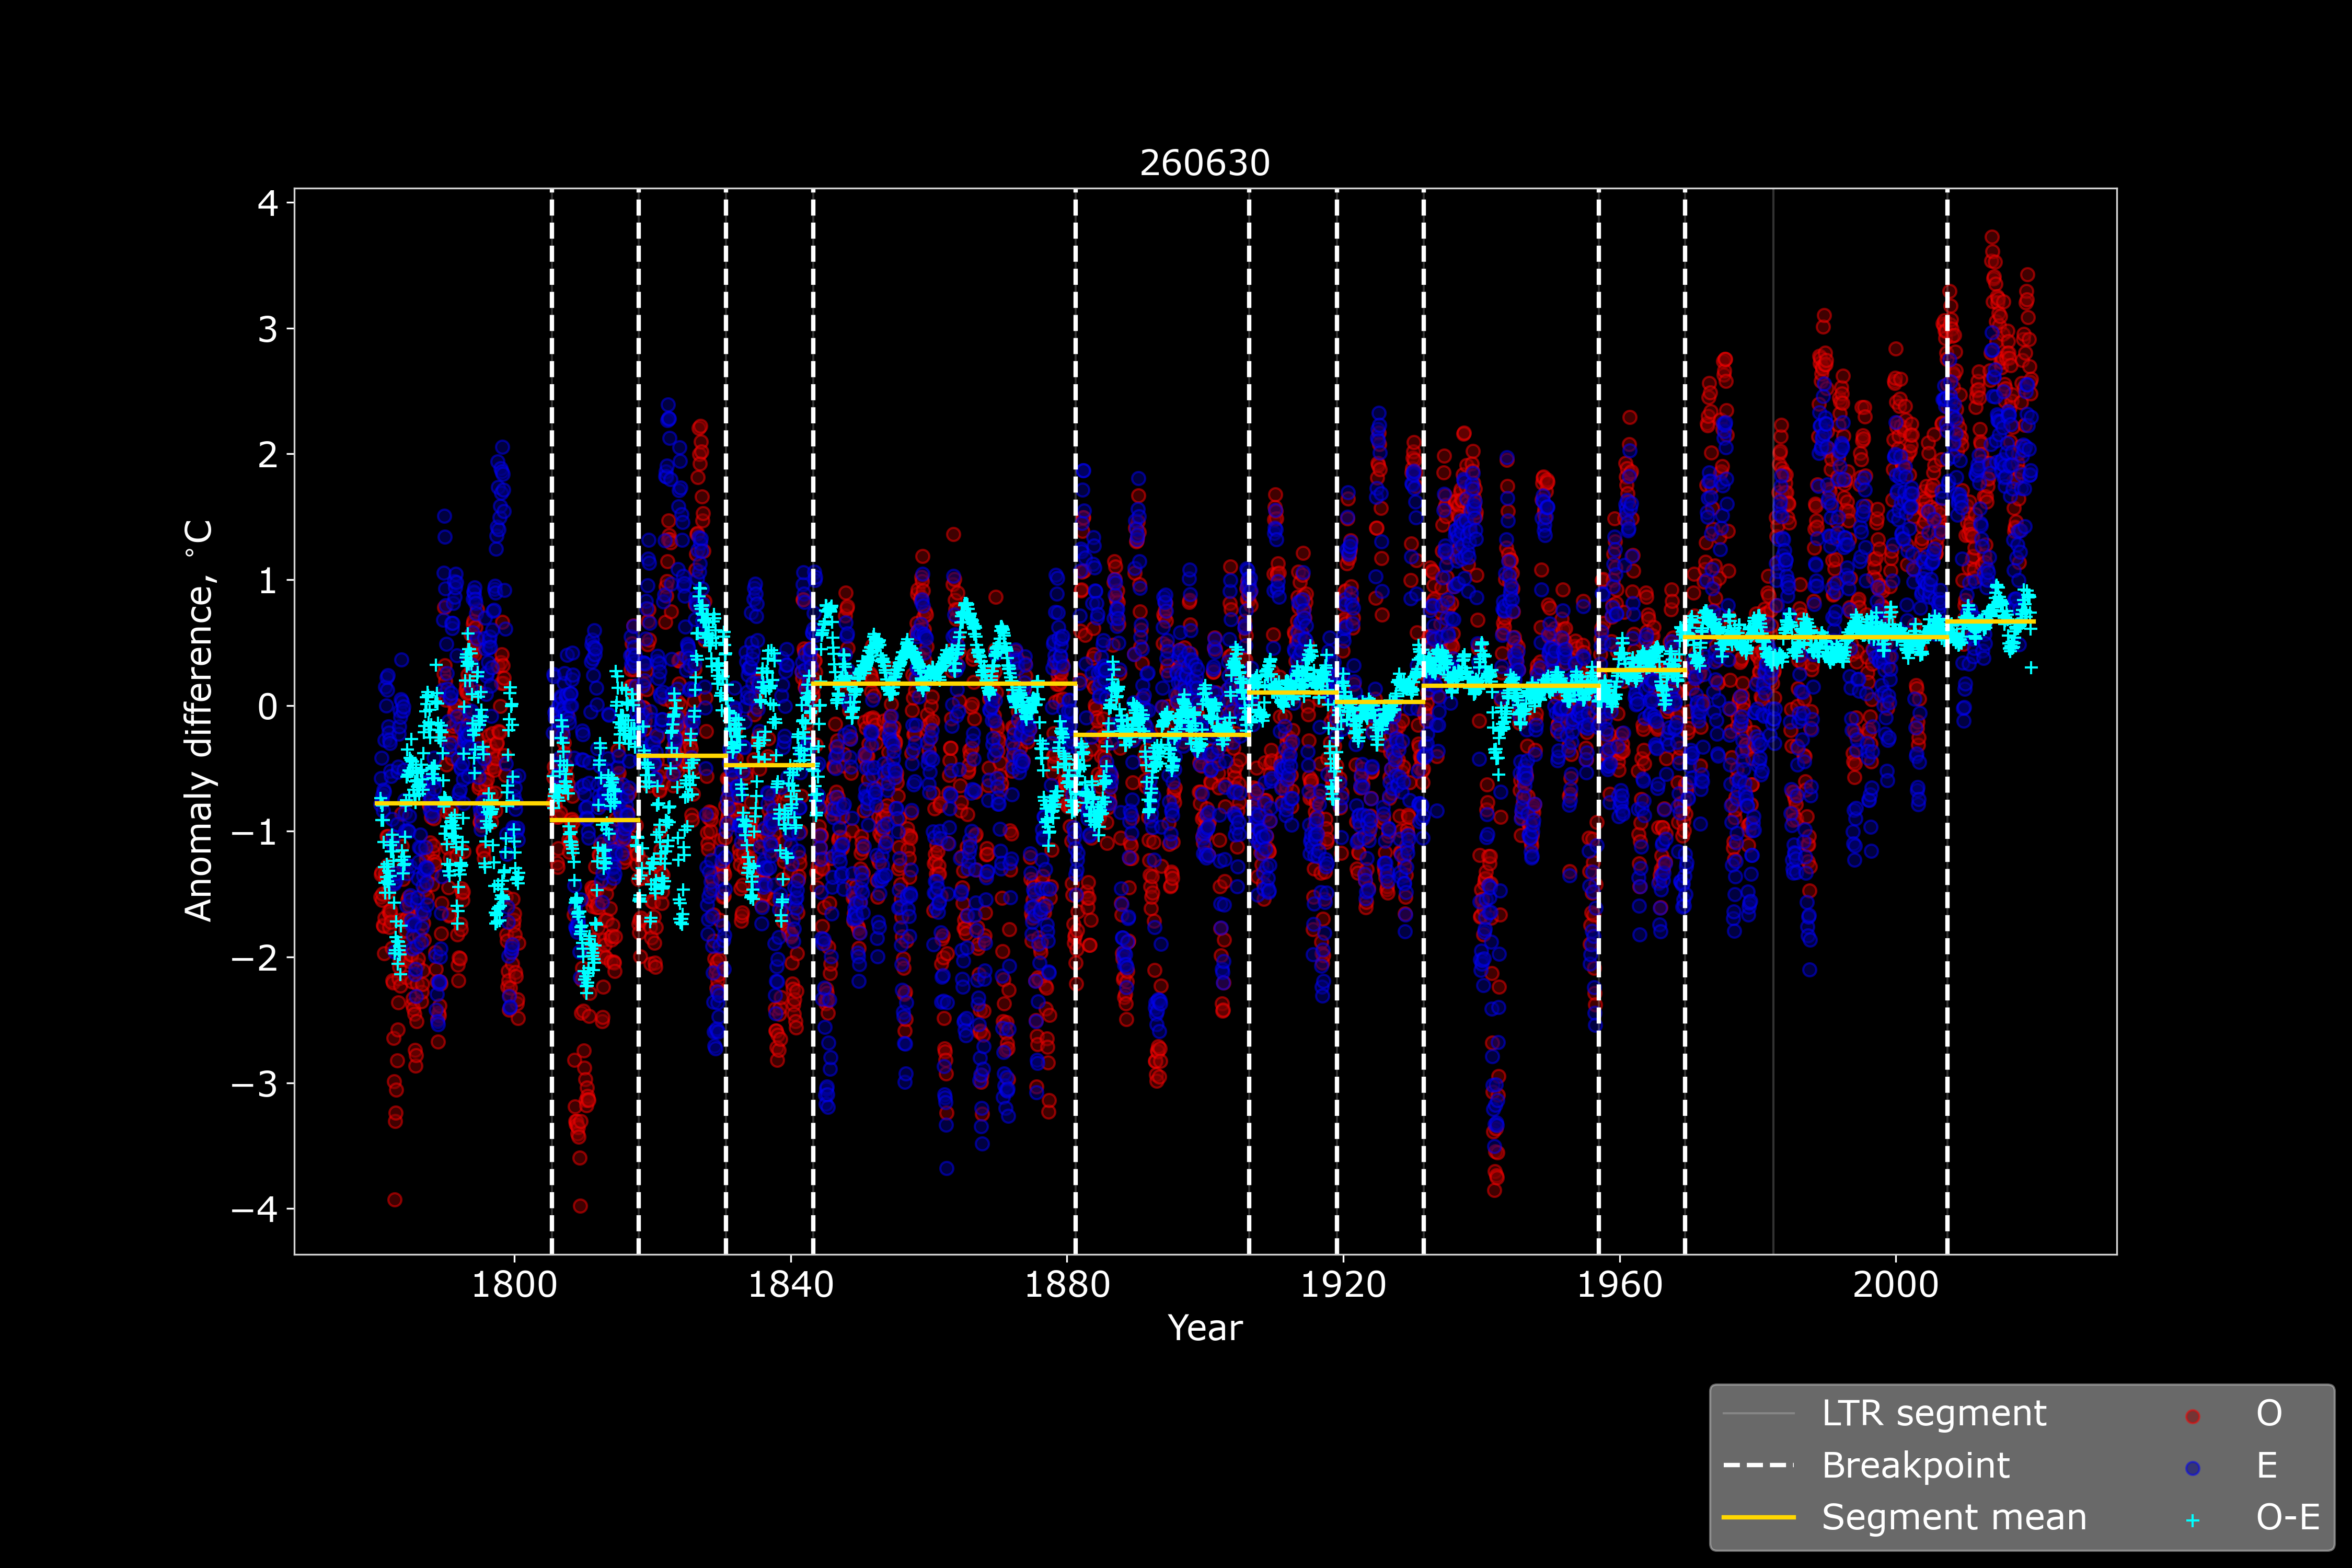 260630
4
3
2
1
0
−1
−2
−3
−4
Anomaly difference, °C
1800 1840 1880 1920 1960 2000
Year
LTR segment
Breakpoint
Segment mean
O
E
O-E